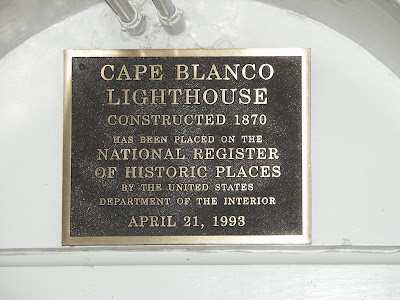 CAPE BLANCO
LIGHTHOUSE
CONSTRUCTED 1870
HAS BEEN PLACED ON THE
NATIONAL REGISTER
OF HISTORIC PLACES
BY THE UNITED STATES
DEPARTMENT OF THE INTERIOR
APRIL 21, 1993